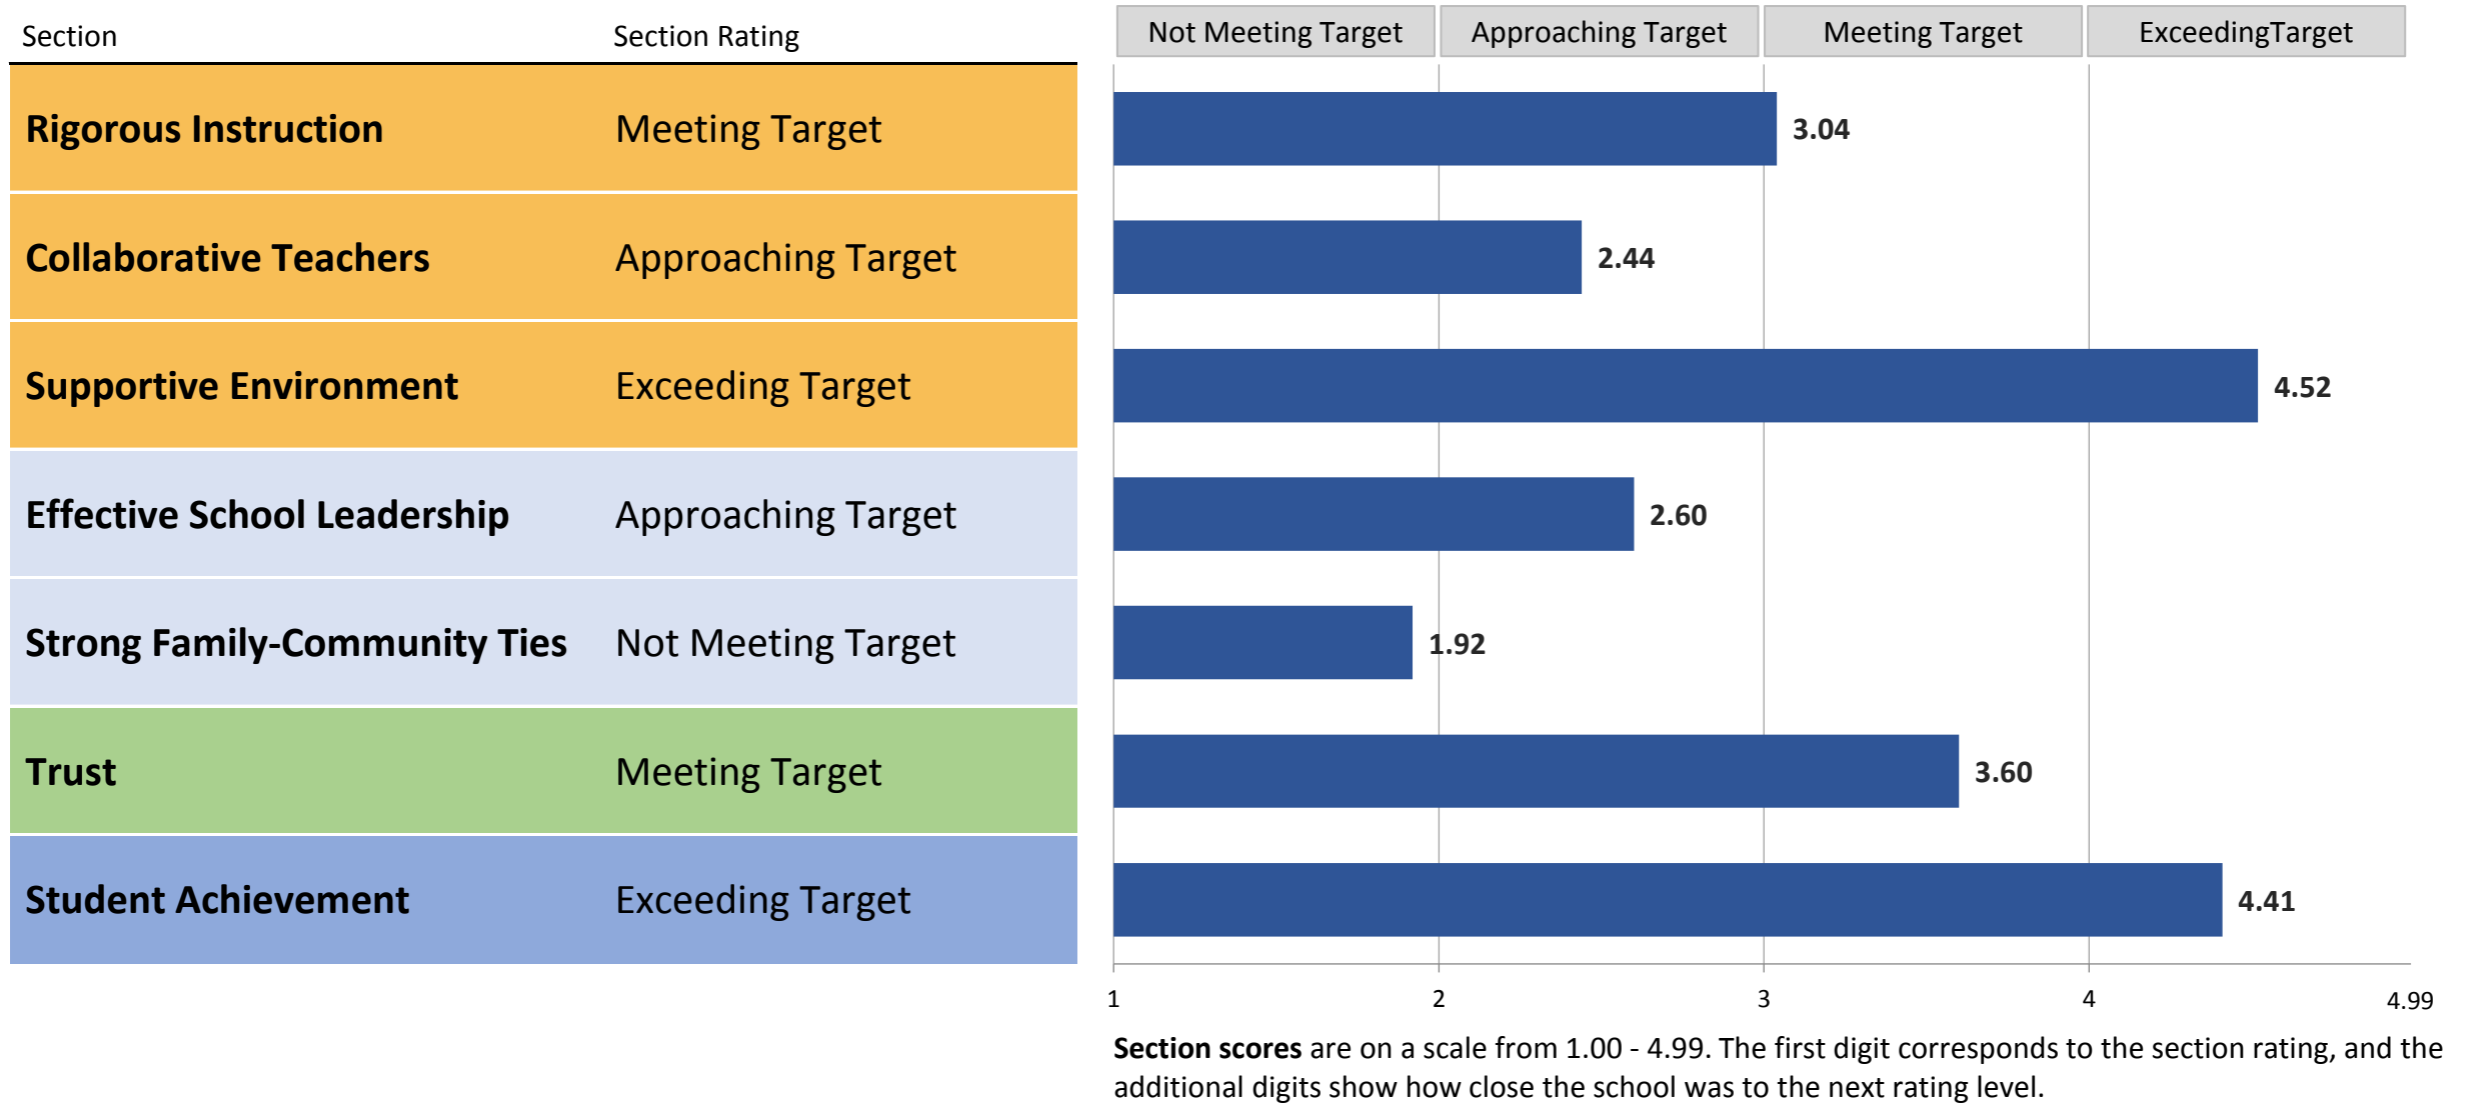 Section Section Rating Not Meeting Target Approaching Target Meeting Target ExceedingTarget
Rigorous Instruction Meeting Target 3.04
Collaborative Teachers Approaching Target 2.44
Supportive Environment Exceeding Target 4.52
Effective School Leadership Approaching Target 2.60
Strong Family-Community Ties Not Meeting Target 1.92
Trust Meeting Target 3.60
Student Achievement Exceeding Target 4.41
1 2 3 4 4.99
Section scores are on a scale from 1.00 - 4.99. The first digit corresponds to the section rating, and the
additional digits show how close the school was to the next rating level.